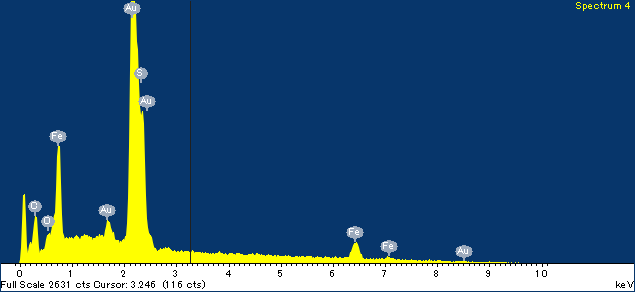 Spectrum 4
Au
S
Au
Fe
C
O
Au
Fe
Fe
Au
0 1 2 3 4 5 6 7 8 9 10
Full Scale 2631 cts Cursor: 3.246 (116 cts) keV